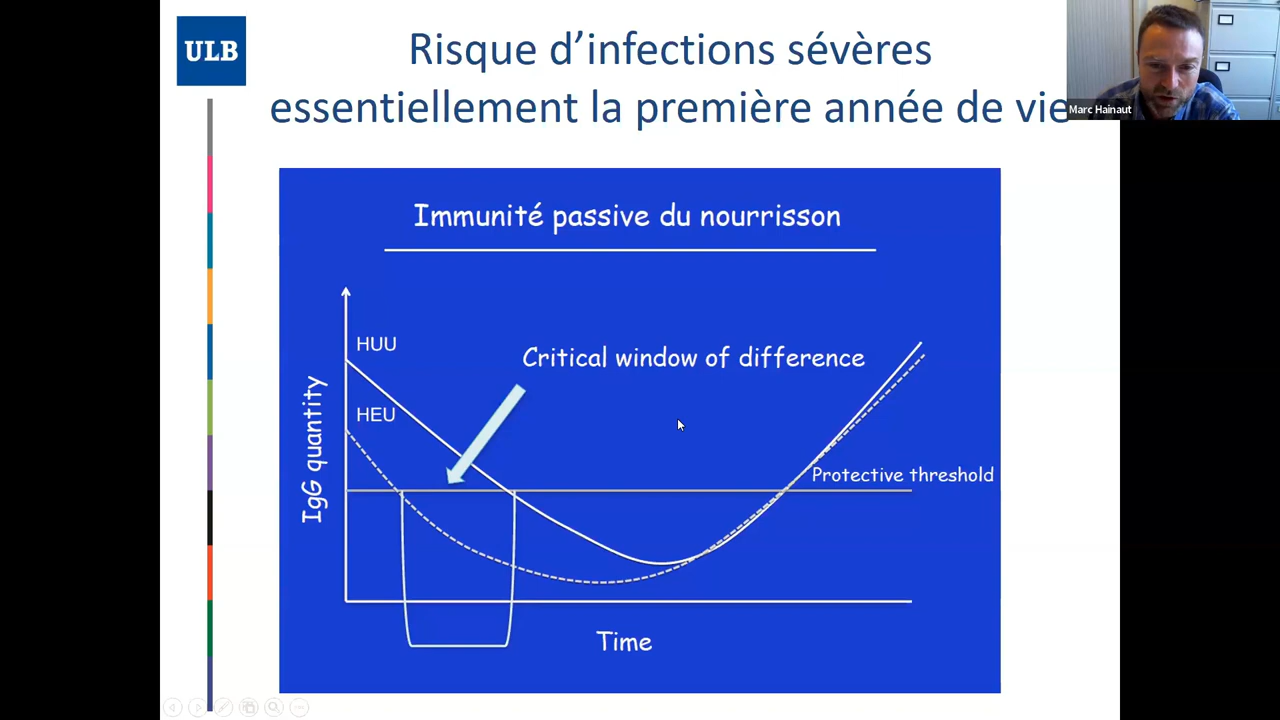 ULB
Risque d’infections sévères
essentiellement la première année de vie
Marc Hainaut
Immunité passive du nourrisson
HUU
Critical window of difference
HEU
IgG quantity
Protective threshold
Time